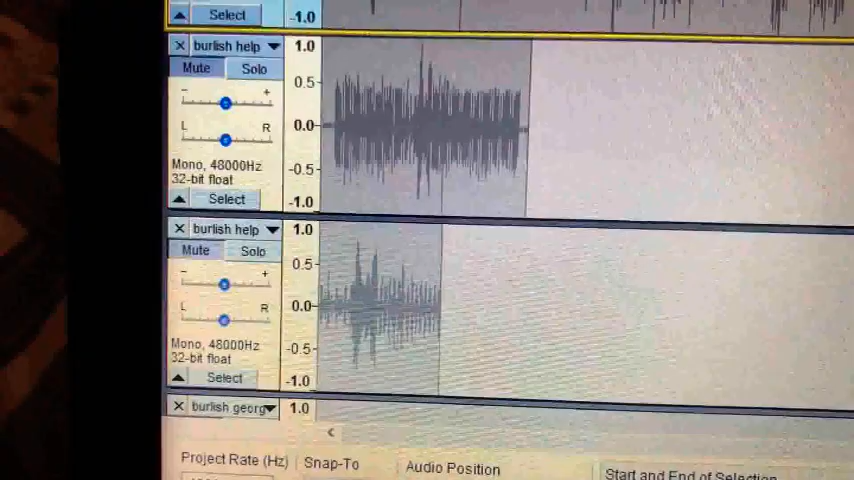 Select
-1.0
burlish help
1.0
Mute Solo
0.5
- +
0.0
L R
Mono, 48000Hz
-0.5
32-bit float
Select
-1.0
burlish help
1.0
Mute Solo
0.5
- +
0.0
L R
Mono, 48000Hz
-0.5
32-bit float
Select
-1.0
burlish georg
1.0
Project Rate (Hz) Snap-To Audio Position Start and End of Selection